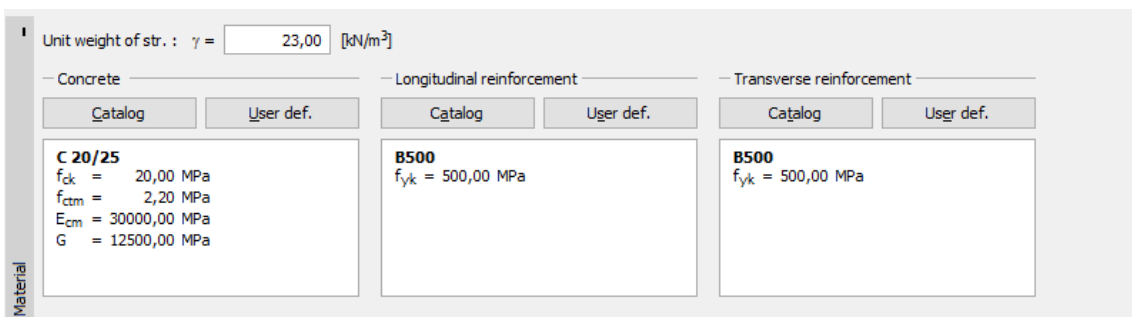 Unit weight of str. : γ = 23,00 [kN/m³]
Concrete
Catalog User def.
C 20/25
fck = 20,00 MPa
fctm = 2,20 MPa
Ecm = 30000,00 MPa
G = 12500,00 MPa
Longitudinal reinforcement
Catalog User def.
B500
fyk = 500,00 MPa
Transverse reinforcement
Catalog User def.
B500
fyk = 500,00 MPa
Material